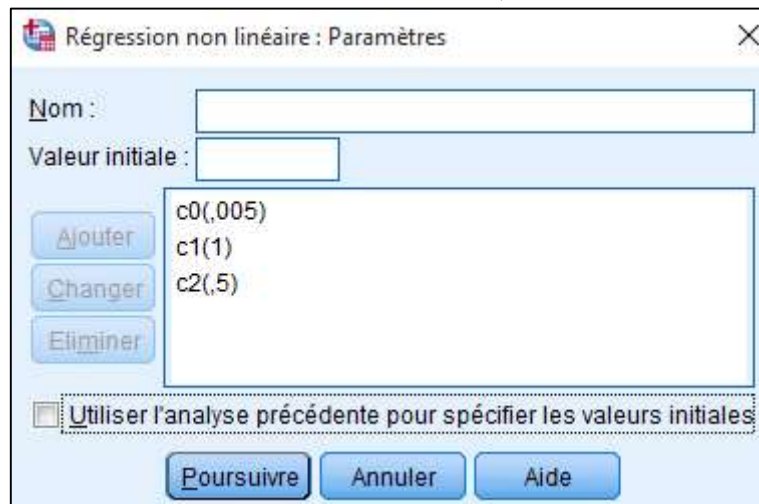 Régression non linéaire : Paramètres
Nom :
Valeur initiale :
c0(,005)
c1(1)
c2(,5)
Ajouter
Changer
Eliminer
Utiliser l'analyse précédente pour spécifier les valeurs initiales
Poursuivre Annuler Aide